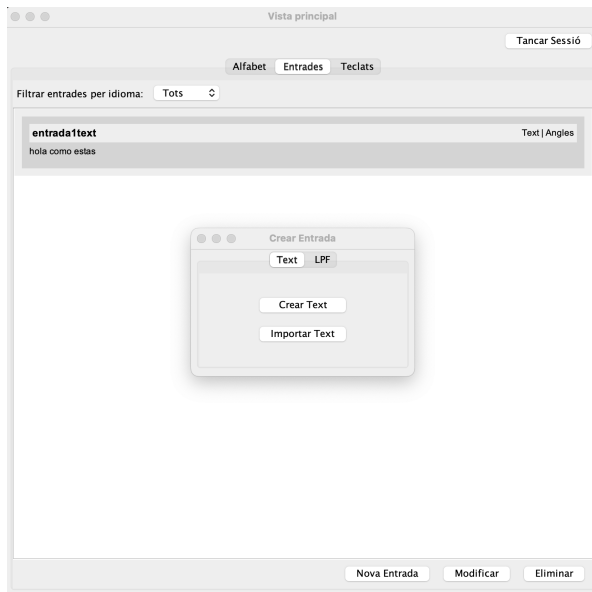 Vista principal
Tancar Sessió
Alfabet Entrades Teclats
Filtrar entrades per idioma: Tots
entrada1text Text | Angles
hola como estas
Crear Entrada
Text LPF
Crear Text
Importar Text
Nova Entrada Modificar Eliminar